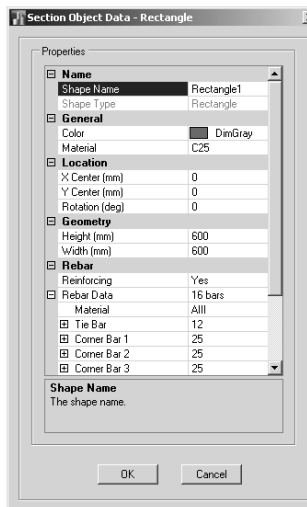 Section Object Data - Rectangle
Properties
Name
Shape Name Rectangle1
Shape Type Rectangle
General
Color DimGray
Material C25
Location
X Center (mm) 0
Y Center (mm) 0
Rotation (deg) 0
Geometry
Height (mm) 600
Width (mm) 600
Rebar
Reinforcing Yes
Rebar Data 16 bars
Material AIII
Tie Bar 12
Corner Bar 1 25
Corner Bar 2 25
Corner Bar 3 25
Shape Name
The shape name.
OK Cancel